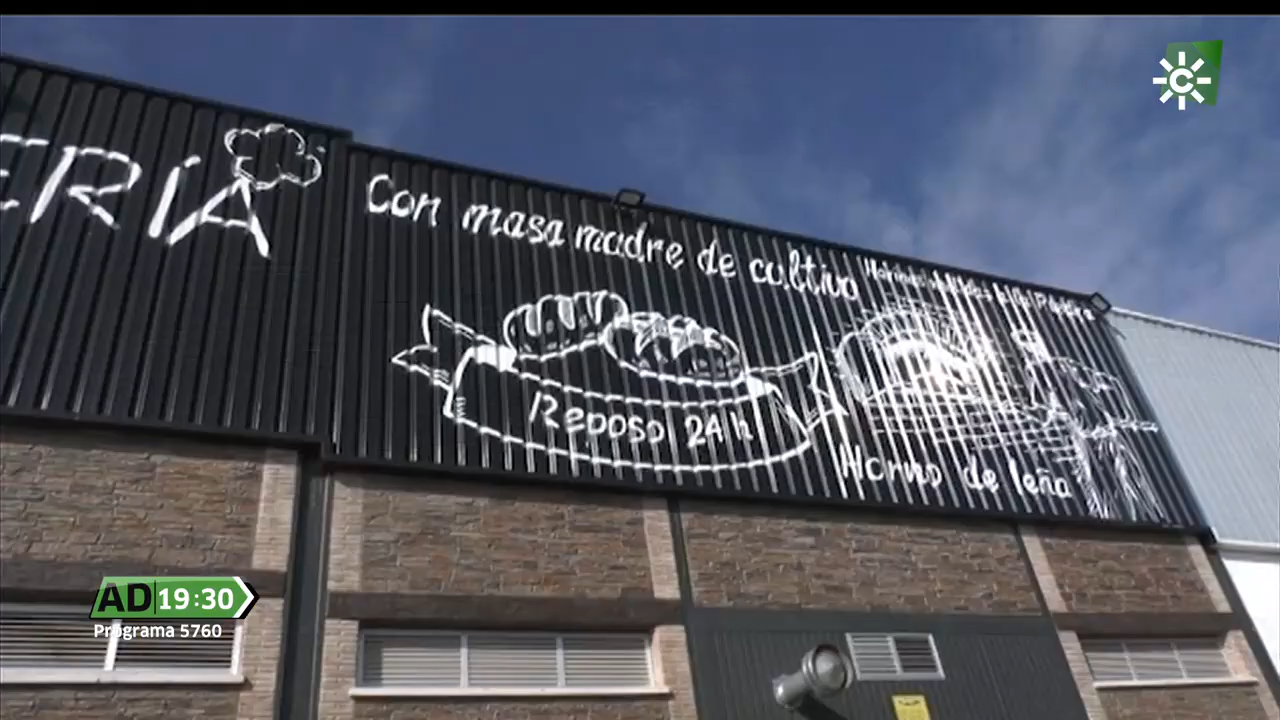 ERÍA
Con masa madre de cultivo
Reposo 24 h
Horno de leña
C
AD 19:30
Programa 5760